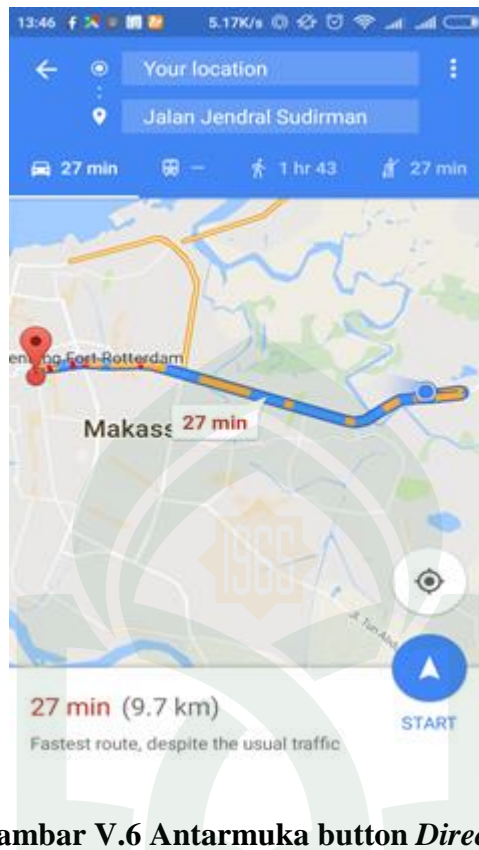 13:46 5.17K/s
Your location
Jalan Jendral Sudirman
27 min — 1 hr 43 27 min
Fort Rotterdam
Makass
27 min
1965
27 min (9.7 km)
START
Fastest route, despite the usual traffic
ambar V.6 Antarmuka button Direc